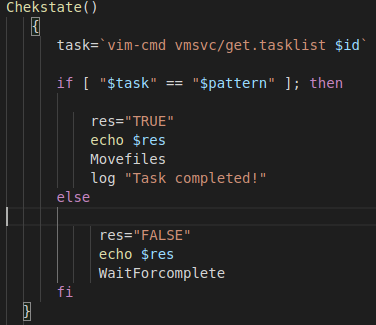 Chekstate()
{
task=`vim-cmd vmsvc/get.tasklist $id`
if [ "$task" == "$pattern" ]; then
res="TRUE"
echo $res
Movefiles
log "Task completed!"
else
res="FALSE"
echo $res
WaitForcomplete
fi
}